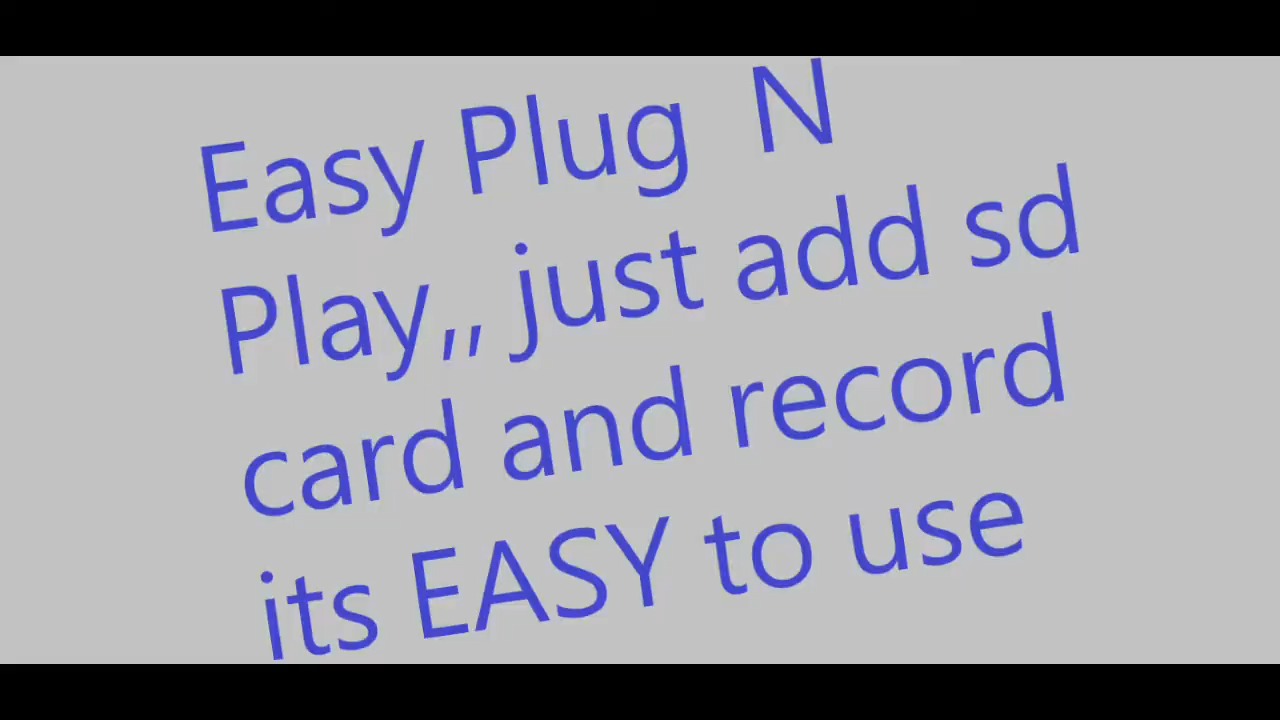 Easy Plug N
Play,, just add sd
card and record
its EASY to use